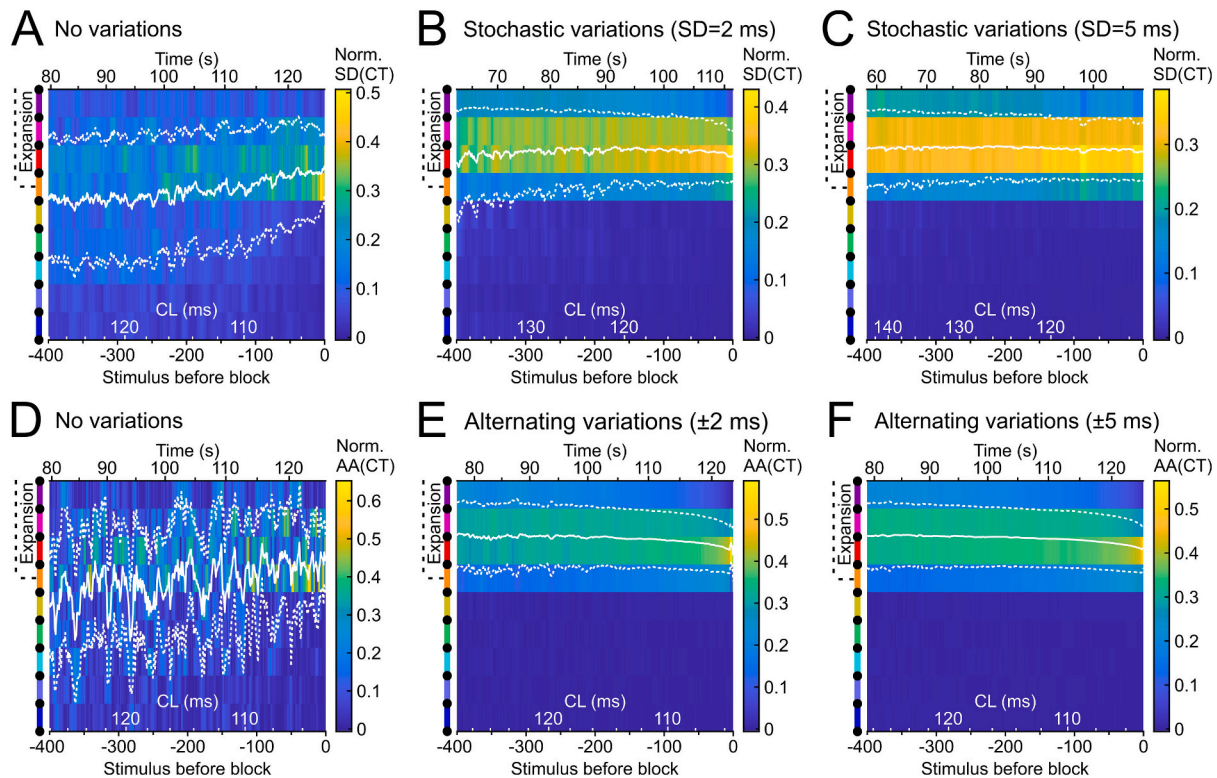 A No variations
Time (s)
80 90 100 110 120
Norm.
SD(CT)
Expansion
0.5
0.4
0.3
0.2
0.1
0
CL (ms)
120 110
-400 -300 -200 -100 0
Stimulus before block
B Stochastic variations (SD=2 ms)
Time (s)
70 80 90 100 110
Norm.
SD(CT)
Expansion
0.4
0.3
0.2
0.1
0
CL (ms)
130 120
-400 -300 -200 -100 0
Stimulus before block
C Stochastic variations (SD=5 ms)
Time (s)
60 70 80 90 100
Norm.
SD(CT)
Expansion
0.3
0.2
0.1
0
CL (ms)
140 130 120
-400 -300 -200 -100 0
Stimulus before block
D No variations
Time (s)
80 90 100 110 120
Norm.
AA(CT)
Expansion
0.6
0.5
0.4
0.3
0.2
0.1
0
CL (ms)
120 110
-400 -300 -200 -100 0
Stimulus before block
E Alternating variations (±2 ms)
Time (s)
80 90 100 110 120
Norm.
AA(CT)
Expansion
0.5
0.4
0.3
0.2
0.1
0
CL (ms)
120 110
-400 -300 -200 -100 0
Stimulus before block
F Alternating variations (±5 ms)
Time (s)
80 90 100 110 120
Norm.
AA(CT)
Expansion
0.5
0.4
0.3
0.2
0.1
0
CL (ms)
120 110
-400 -300 -200 -100 0
Stimulus before block